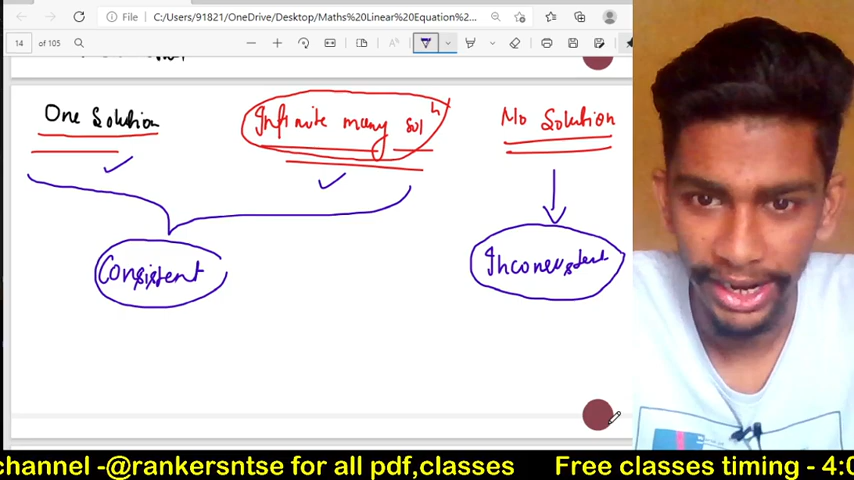 File
C:/Users/91821/OneDrive/Desktop/Maths%20Linear%20Equation%2...
14 of 105
One Solution
Infinite many solⁿ
No Solution
Consistent
Inconsistent
channel -@rankersntse for all pdf,classes Free classes timing - 4:0